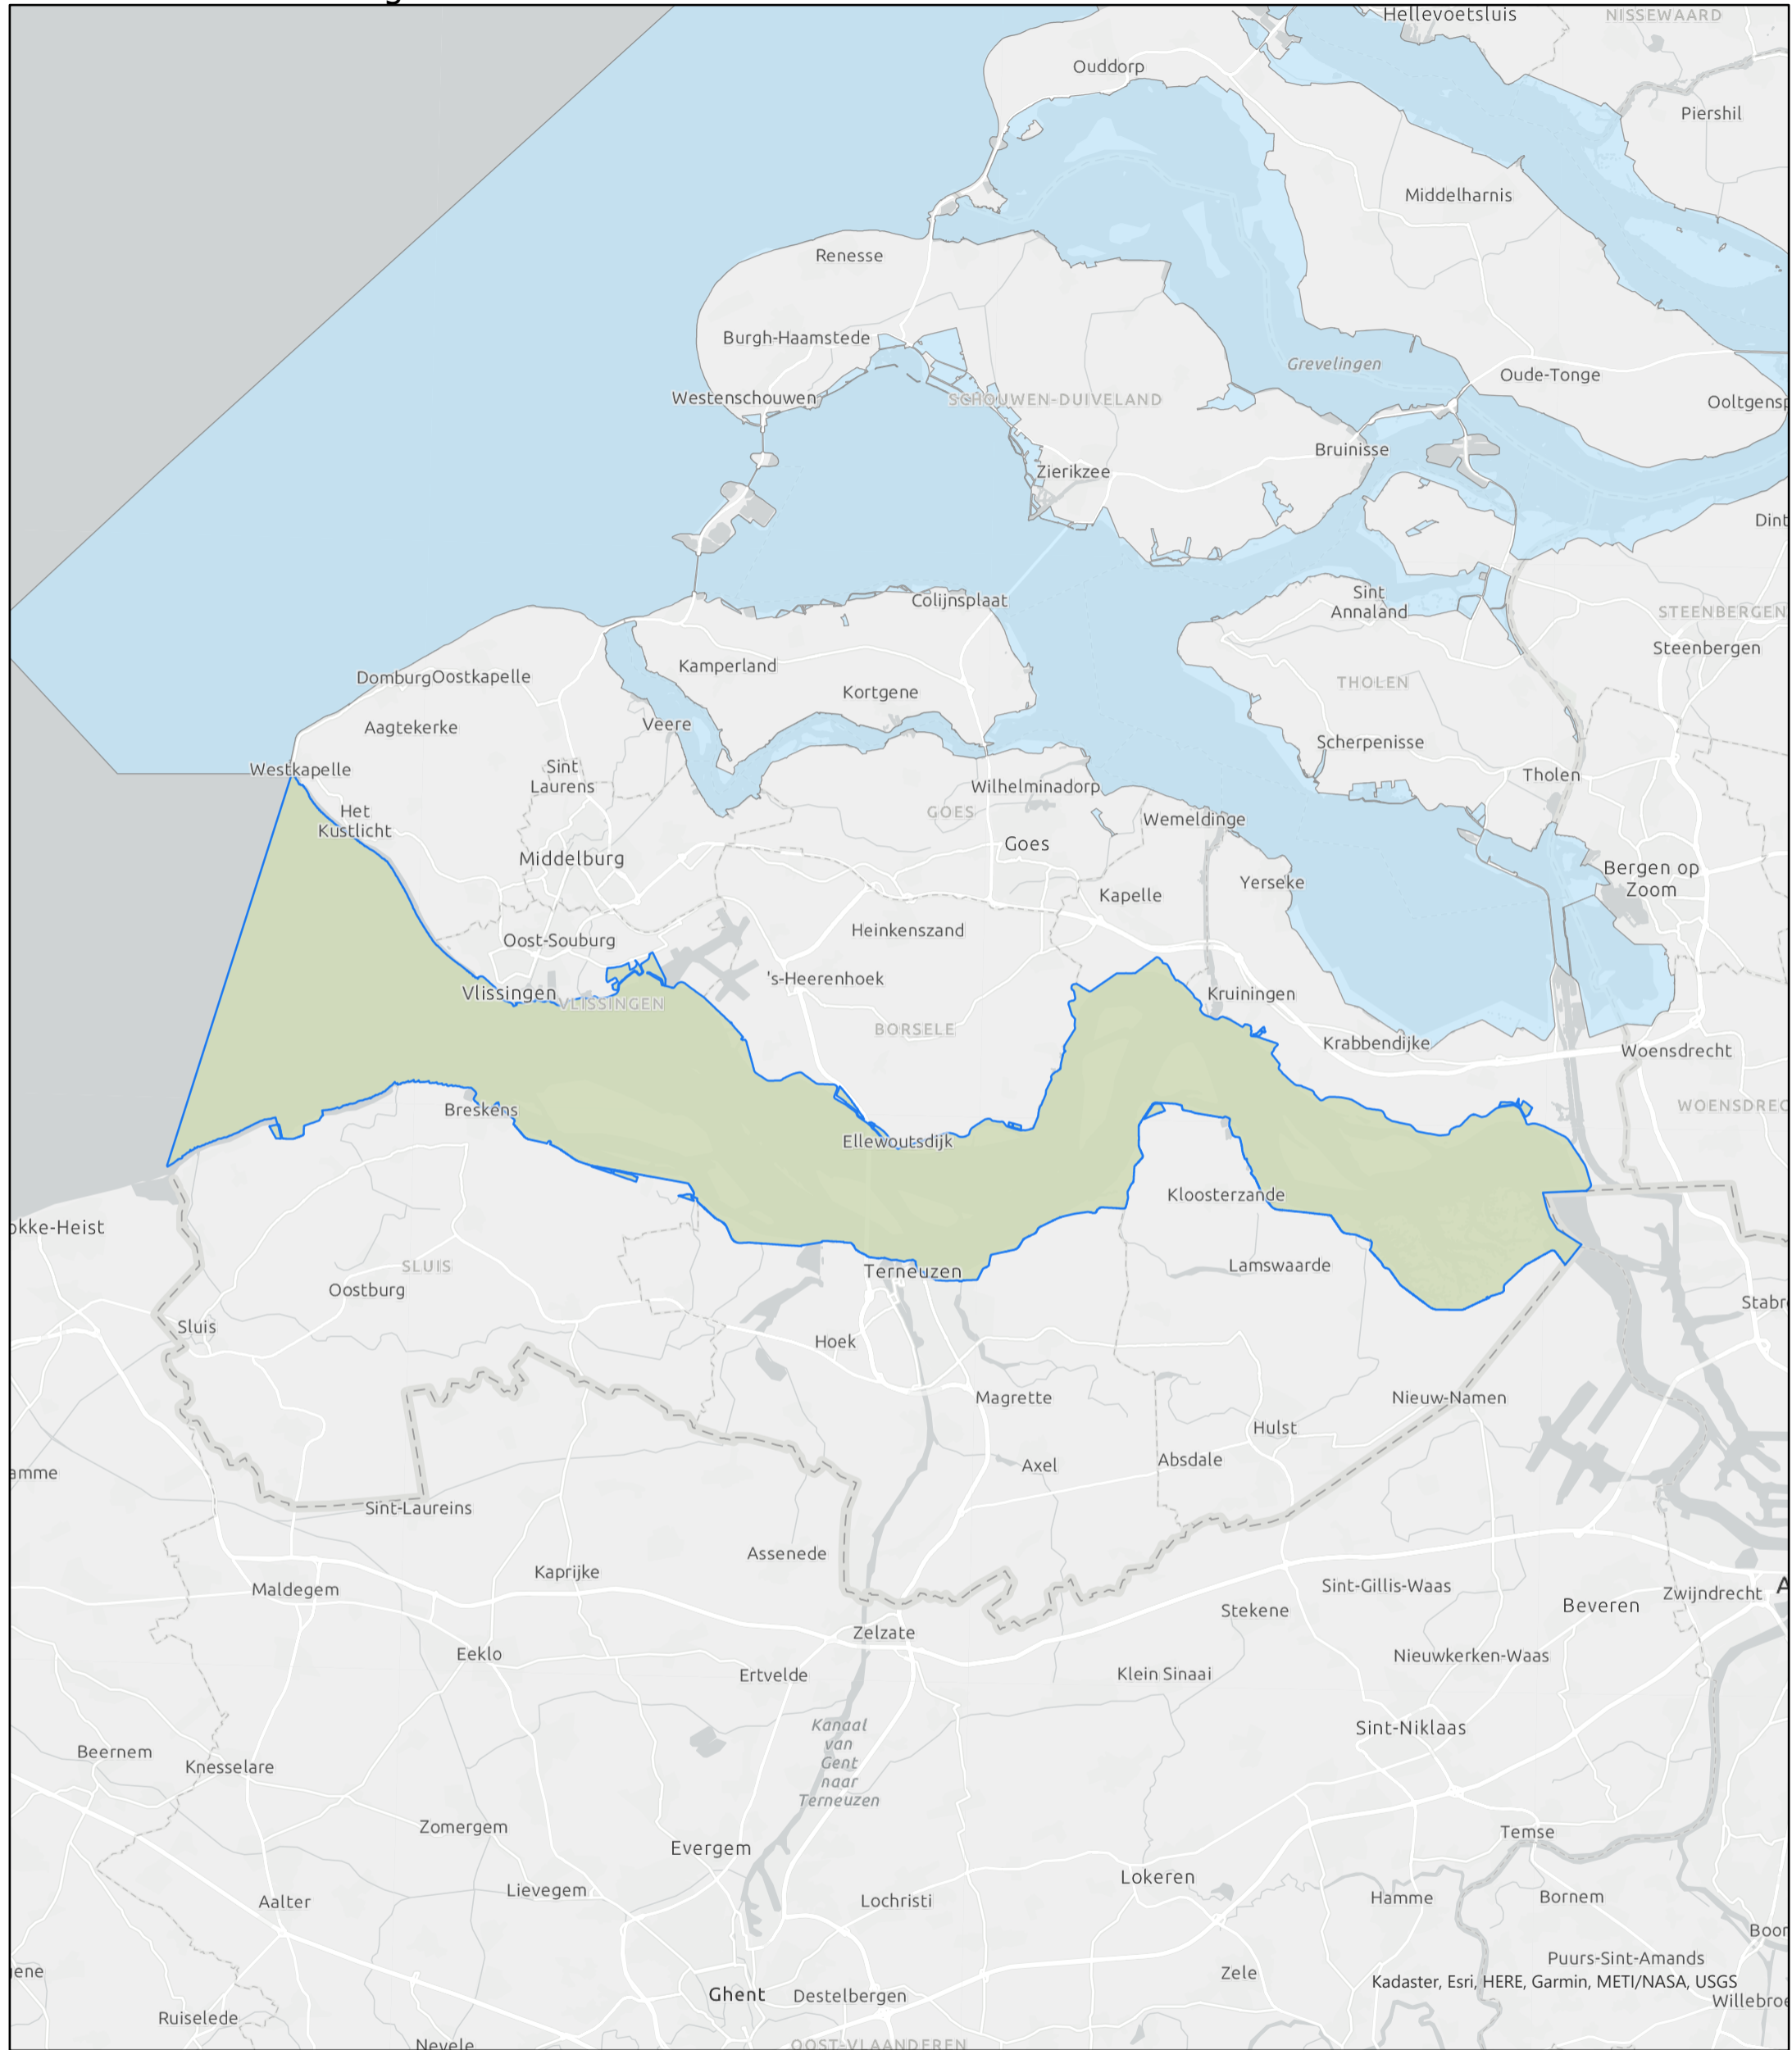 Hellevoetsluis
NISSEWAARD
Ouddorp
Piershil
Middelharnis
Renesse
Burgh-Haamstede
Grevelingen
Oude-Tonge
Westenschouwen
SCHOUWEN-DUIVELAND
Ooltgensp
Bruinisse
Zierikzee
Dint
Colijnsplaat
Sint
Annaland
STEENBERGEN
Steenbergen
Kamperland
Domburg
Oostkapelle
THOLEN
Kortgene
Veere
Aagtekerke
Scherpenisse
Westkapelle
Sint
Laurens
Tholen
Wilhelminadorp
Het
Kustlicht
GOES
Wemeldinge
Goes
Middelburg
Bergen op
Zoom
Yerseke
Kapelle
Heinkenszand
Oost-Souburg
's-Heerenhoek
Vlissingen
VLISSINGEN
Kruiningen
BORSELE
Krabbendijke
Woensdrecht
Breskens
WOENSDREC
Ellewoutsdijk
Kloosterzande
okke-Heist
SLUIS
Terneuzen
Lamswaarde
Oostburg
Stabro
Sluis
Hoek
Magrette
Nieuw-Namen
Hulst
Absdale
Axel
amme
Sint-Laureins
Assenede
Kaprijke
Maldegem
Sint-Gillis-Waas
A
Zwijndrecht
Beveren
Stekene
Zelzate
Eeklo
Nieuwkerken-Waas
Ertvelde
Klein Sinaai
Kanaal
van
Gent
naar
Terneuzen
Sint-Niklaas
Beernem
Knesselare
Zomergem
Temse
Evergem
Lokeren
Lievegem
Aalter
Lochristi
Hamme
Bornem
Boon
Puurs-Sint-Amands
jene
Zele
Kadaster, Esri, HERE, Garmin, METI/NASA, USGS
Ghent
Destelbergen
Willebroe
Ruiselede
Nevele
OOST-VLAANDEREN